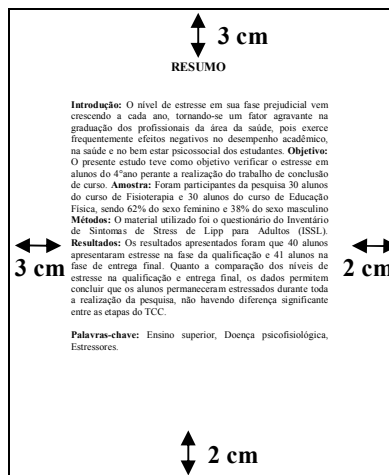 3 cm
RESUMO
Introdução: O nível de estresse em sua fase prejudicial vem
crescendo a cada ano, tornando-se um fator agravante na
graduação dos profissionais da área da saúde, pois exerce
frequentemente efeitos negativos no desempenho acadêmico,
na saúde e no bem estar psicossocial dos estudantes. Objetivo:
O presente estudo teve como objetivo verificar o estresse em
alunos do 4°ano perante a realização do trabalho de conclusão
de curso. Amostra: Foram participantes da pesquisa 30 alunos
do curso de Fisioterapia e 30 alunos do curso de Educação
Física, sendo 62% do sexo feminino e 38% do sexo masculino
Métodos: O material utilizado foi o questionário do Inventário
de Sintomas de Stress de Lipp para Adultos (ISSL).
Resultados: Os resultados apresentados foram que 40 alunos
apresentaram estresse na fase da qualificação e 41 alunos na
fase de entrega final. Quanto a comparação dos níveis de
estresse na qualificação e entrega final, os dados permitem
concluir que os alunos permaneceram estressados durante toda
a realização da pesquisa, não havendo diferença significante
entre as etapas do TCC.
3 cm
2 cm
Palavras-chave: Ensino superior, Doença psicofisiológica,
Estressores.
2 cm